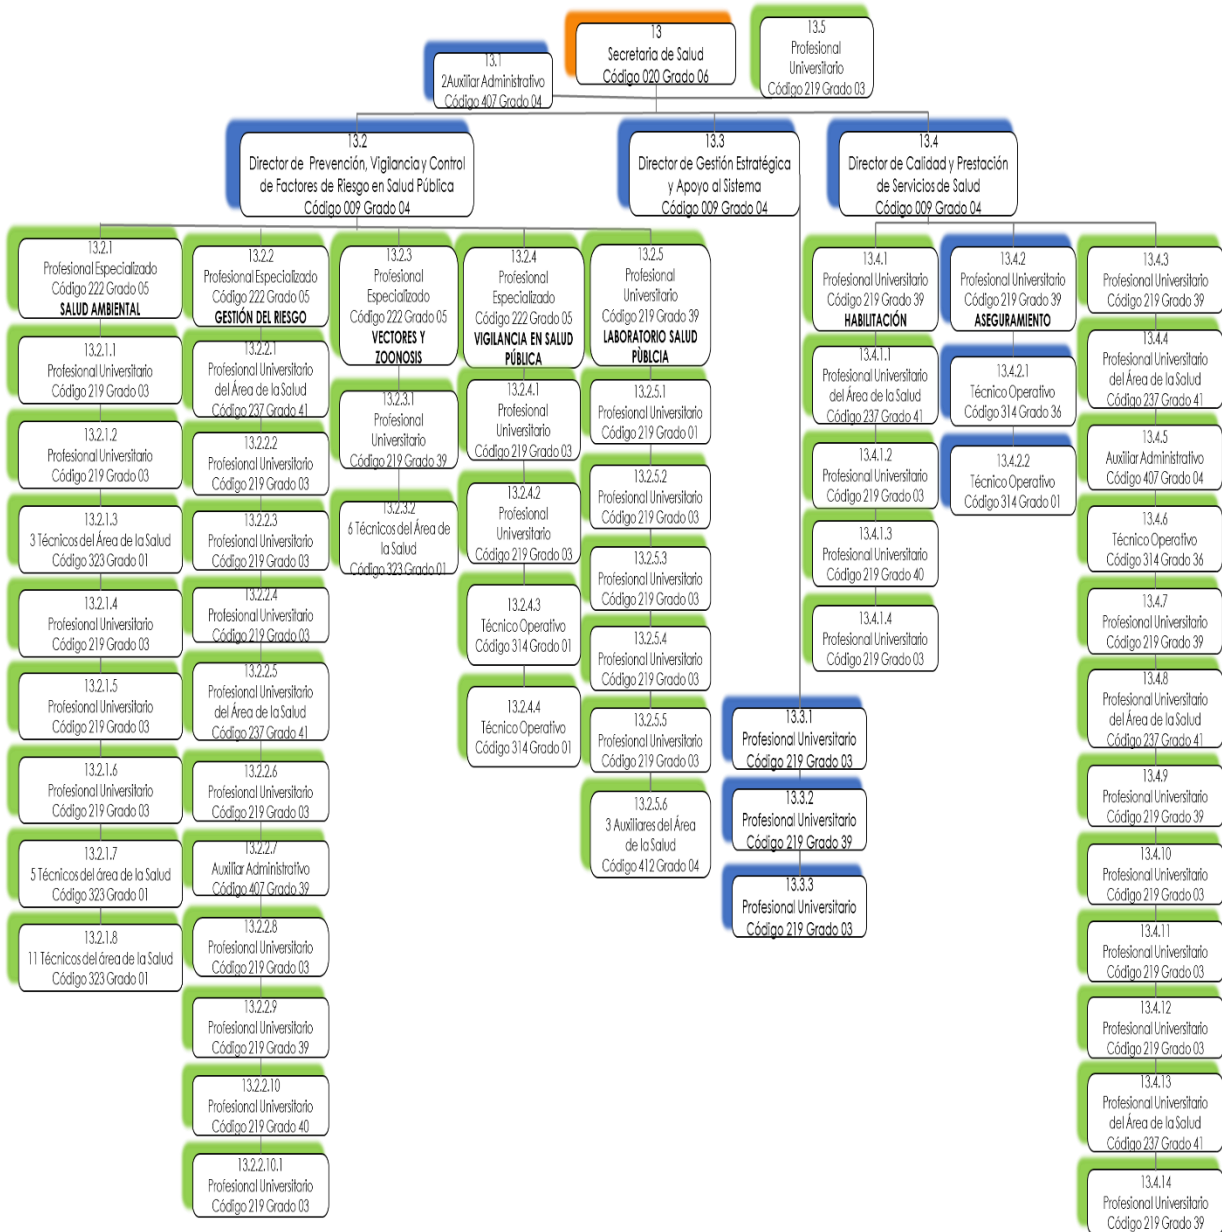 13
Secretaria de Salud
Código 020 Grado 06
13.5
Profesional
Universitario
Código 219 Grado 03
13.1
2Auxiliar Administrativo
Código 407 Grado 04
13.2
Director de Prevención, Vigilancia y Control
de Factores de Riesgo en Salud Pública
Código 009 Grado 04
13.3
Director de Gestión Estratégica
y Apoyo al Sistema
Código 009 Grado 04
13.4
Director de Calidad y Prestación
de Servicios de Salud
Código 009 Grado 04
13.2.1
Profesional Especializado
Código 222 Grado 05
SALUD AMBIENTAL
13.2.1.1
Profesional Universitario
Código 219 Grado 03
13.2.1.2
Profesional Universitario
Código 219 Grado 03
13.2.1.3
3 Técnicos del Área de la Salud
Código 323 Grado 01
13.2.1.4
Profesional Universitario
Código 219 Grado 03
13.2.1.5
Profesional Universitario
Código 219 Grado 03
13.2.1.6
Profesional Universitario
Código 219 Grado 03
13.2.1.7
5 Técnicos del área de la Salud
Código 323 Grado 01
13.2.1.8
11 Técnicos del área de la Salud
Código 323 Grado 01
13.2.2
Profesional Especializado
Código 222 Grado 05
GESTIÓN DEL RIESGO
13.2.2.1
Profesional Universitario
del Área de la Salud
Código 237 Grado 41
13.2.2.2
Profesional Universitario
Código 219 Grado 03
13.2.2.3
Profesional Universitario
Código 219 Grado 03
13.2.2.4
Profesional Universitario
Código 219 Grado 03
13.2.2.5
Profesional Universitario
del Área de la Salud
Código 237 Grado 41
13.2.2.6
Profesional Universitario
Código 219 Grado 03
13.2.2.7
Auxiliar Administrativo
Código 407 Grado 39
13.2.2.8
Profesional Universitario
Código 219 Grado 03
13.2.2.9
Profesional Universitario
Código 219 Grado 39
13.2.2.10
Profesional Universitario
Código 219 Grado 40
13.2.2.10.1
Profesional Universitario
Código 219 Grado 03
13.2.3
Profesional
Especializado
Código 222 Grado 05
VECTORES Y
ZOONOSIS
13.2.3.1
Profesional
Universitario
Código 219 Grado 39
13.2.3.2
6 Técnicos del Área de
la Salud
Código 323 Grado 01
13.2.4
Profesional
Especializado
Código 222 Grado 05
VIGILANCIA EN SALUD
PÚBLICA
13.2.4.1
Profesional
Universitario
Código 219 Grado 03
13.2.4.2
Profesional
Universitario
Código 219 Grado 03
13.2.4.3
Técnico Operativo
Código 314 Grado 01
13.2.4.4
Técnico Operativo
Código 314 Grado 01
13.2.5
Profesional
Universitario
Código 219 Grado 39
LABORATORIO SALUD
PÙBLCIA
13.2.5.1
Profesional Universitario
Código 219 Grado 01
13.2.5.2
Profesional Universitario
Código 219 Grado 03
13.2.5.3
Profesional Universitario
Código 219 Grado 03
13.2.5.4
Profesional Universitario
Código 219 Grado 03
13.2.5.5
Profesional Universitario
Código 219 Grado 03
13.2.5.6
3 Auxiliares del Área
de la Salud
Código 412 Grado 04
13.3.1
Profesional Universitario
Código 219 Grado 03
13.3.2
Profesional Universitario
Código 219 Grado 39
13.3.3
Profesional Universitario
Código 219 Grado 03
13.4.1
Profesional Universitario
Código 219 Grado 39
HABILITACIÓN
13.4.1.1
Profesional Universitario
del Área de la Salud
Código 237 Grado 41
13.4.1.2
Profesional Universitario
Código 219 Grado 03
13.4.1.3
Profesional Universitario
Código 219 Grado 40
13.4.1.4
Profesional Universitario
Código 219 Grado 03
13.4.2
Profesional Universitario
Código 219 Grado 39
ASEGURAMIENTO
13.4.2.1
Técnico Operativo
Código 314 Grado 36
13.4.2.2
Técnico Operativo
Código 314 Grado 01
13.4.3
Profesional Universitario
Código 219 Grado 39
13.4.4
Profesional Universitario
del Área de la Salud
Código 237 Grado 41
13.4.5
Auxiliar Administrativo
Código 407 Grado 04
13.4.6
Técnico Operativo
Código 314 Grado 36
13.4.7
Profesional Universitario
Código 219 Grado 39
13.4.8
Profesional Universitario
del Área de la Salud
Código 237 Grado 41
13.4.9
Profesional Universitario
Código 219 Grado 39
13.4.10
Profesional Universitario
Código 219 Grado 03
13.4.11
Profesional Universitario
Código 219 Grado 03
13.4.12
Profesional Universitario
Código 219 Grado 03
13.4.13
Profesional Universitario
del Área de la Salud
Código 237 Grado 41
13.4.14
Profesional Universitario
Código 219 Grado 39